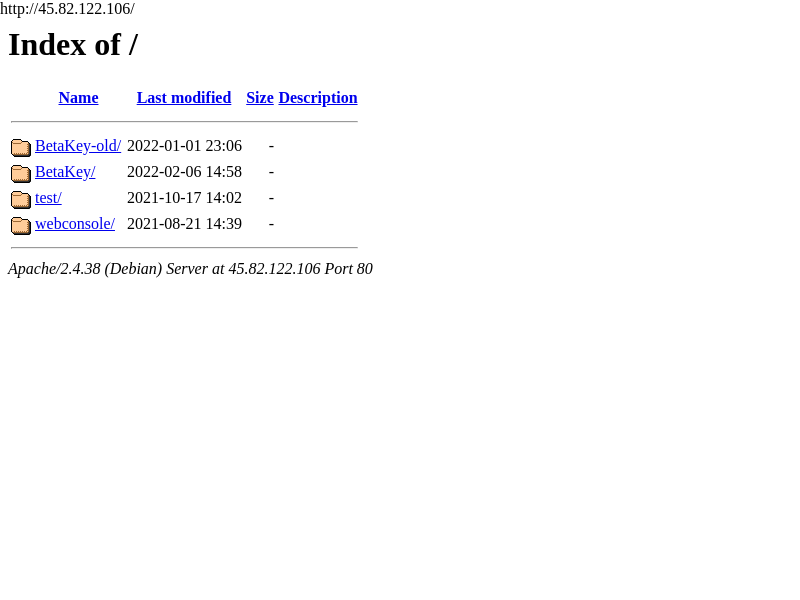 http://45.82.122.106/
Index of /
Name Last modified Size Description
BetaKey-old/ 2022-01-01 23:06 -
BetaKey/ 2022-02-06 14:58 -
test/ 2021-10-17 14:02 -
webconsole/ 2021-08-21 14:39 -
Apache/2.4.38 (Debian) Server at 45.82.122.106 Port 80